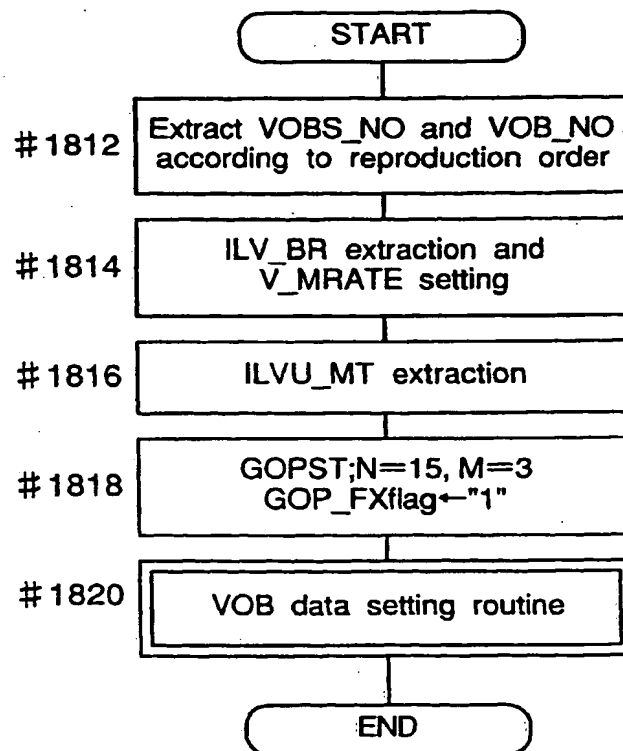 START
#1812
Extract VOBS_NO and VOB_NO
according to reproduction order
#1814
ILV_BR extraction and
V_MRATE setting
#1816
ILVU_MT extraction
#1818
GOPST;N=15, M=3
GOP_FXflag←"1"
#1820
VOB data setting routine
END